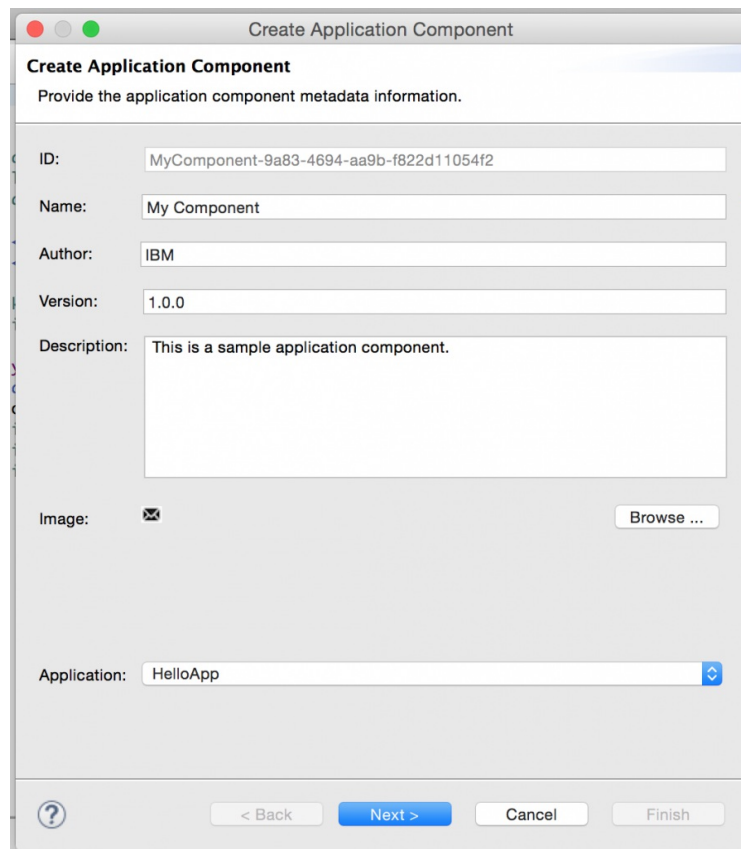 Create Application Component
Create Application Component
Provide the application component metadata information.
ID: MyComponent-9a83-4694-aa9b-f822d11054f2
Name: My Component
Author: IBM
Version: 1.0.0
Description: This is a sample application component.
Image: Browse ...
Application: HelloApp
? < Back Next > Cancel Finish